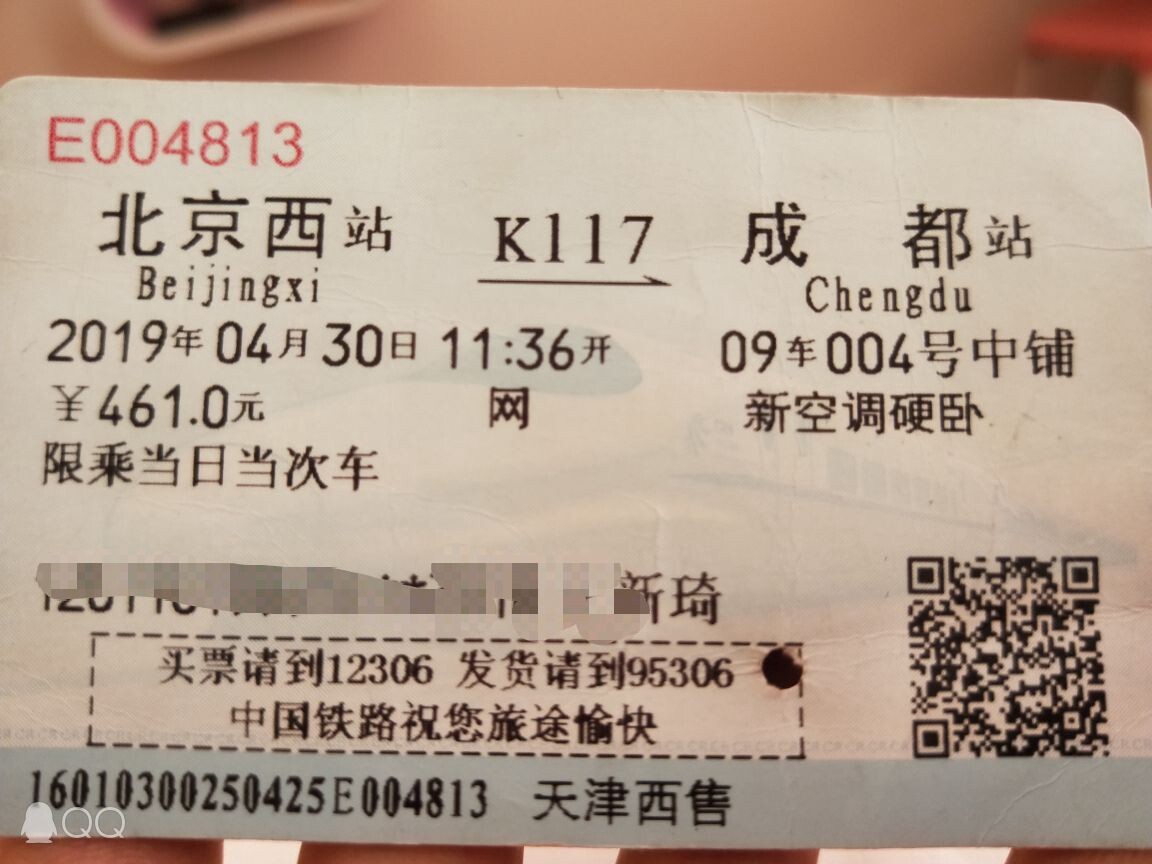 E004813
北京西站 K117 成都站
Beijingxi Chengdu
2019年04月30日 11:36开 09车004号中铺
￥461.0元 网 新空调硬卧
限乘当日当次车
新琦
买票请到12306 发货请到95306
中国铁路祝您旅途愉快
16010300250425E004813 天津西售
QQ